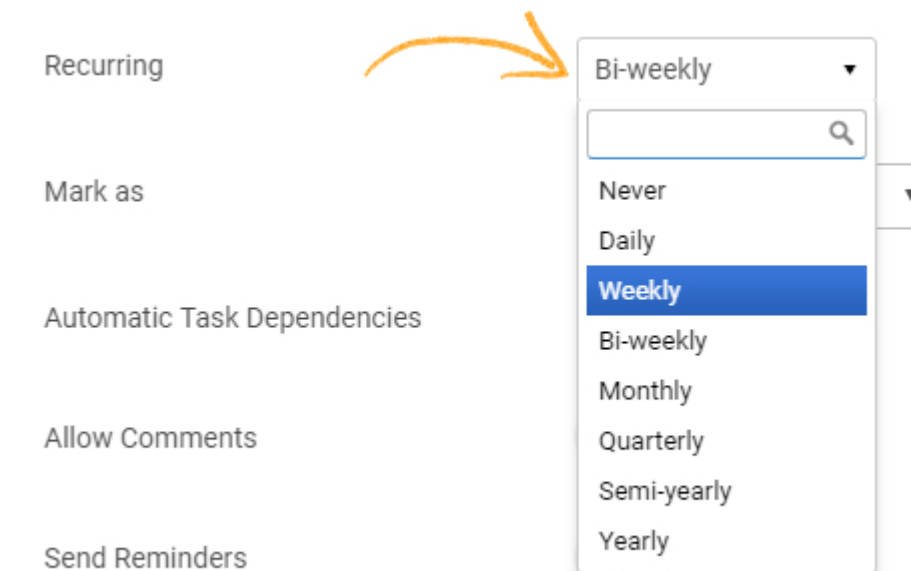 Recurring
Bi-weekly
Mark as
Never
Daily
Weekly
Automatic Task Dependencies
Bi-weekly
Monthly
Allow Comments
Quarterly
Semi-yearly
Yearly
Send Reminders